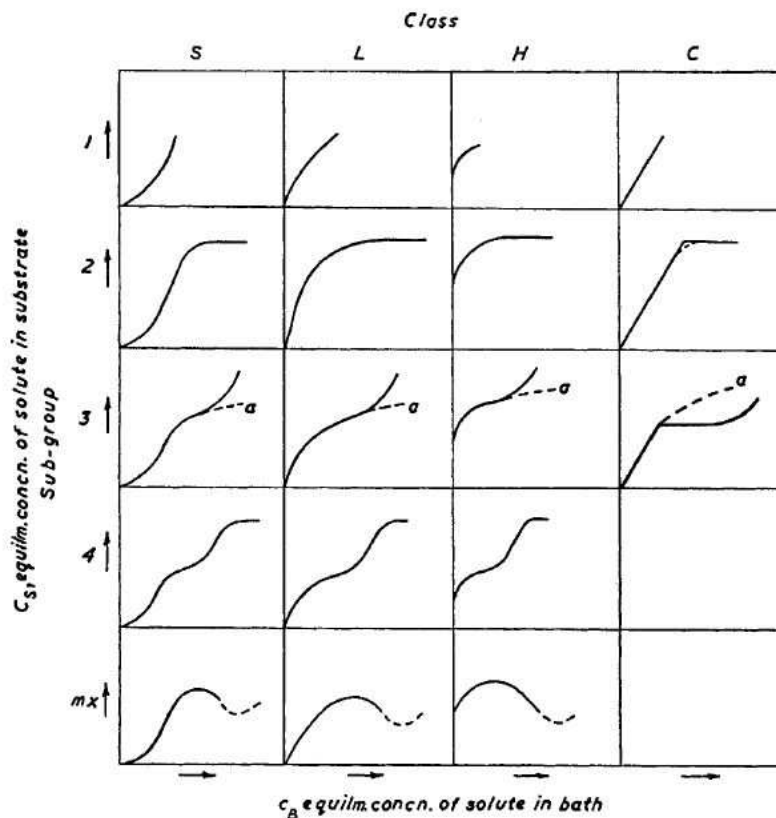 Class
S L H C
1
2
3
4
mx
C_S, equilm. concn. of solute in substrate
Sub-group
a
a
a
a
c_B equilm. concn. of solute in bath